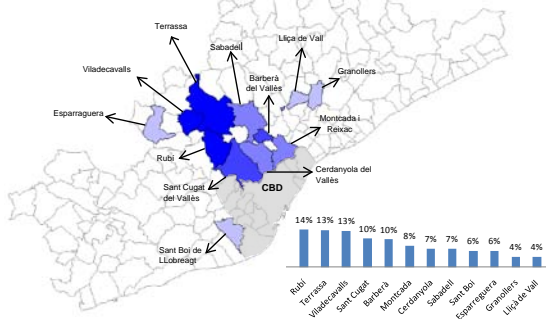 Terrassa
Sabadell
Lliça de Vall
Viladecavalls
Barberà
del Vallès
Granollers
Esparraguera
Montcada i
Reixac
Rubí
Cerdanyola del
Vallès
Sant Cugat
del Vallès
CBD
Sant Boi de
LLobreagt
14% 13% 13% 10% 10% 8% 7% 7% 6% 6% 4% 4%
Rubí
Terrassa
Viladecavalls
Sant Cugat
Barberà
Montcada
Cerdanyola
Sabadell
Sant Boi
Esparreguera
Granollers
Lliçà de Vall